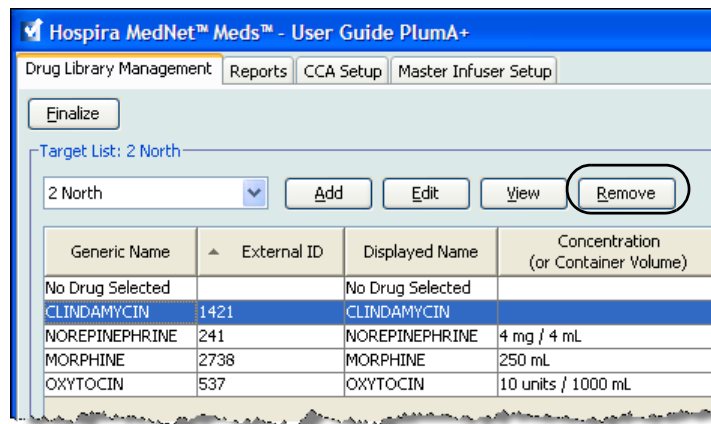 Hospira MedNet™ Meds™ - User Guide PlumA+
Drug Library Management Reports CCA Setup Master Infuser Setup
Finalize
Target List: 2 North
2 North Add Edit View Remove
Generic Name External ID Displayed Name Concentration (or Container Volume)
No Drug Selected No Drug Selected
CLINDAMYCIN 1421 CLINDAMYCIN
NOREPINEPHRINE 241 NOREPINEPHRINE 4 mg / 4 mL
MORPHINE 2738 MORPHINE 250 mL
OXYTOCIN 537 OXYTOCIN 10 units / 1000 mL